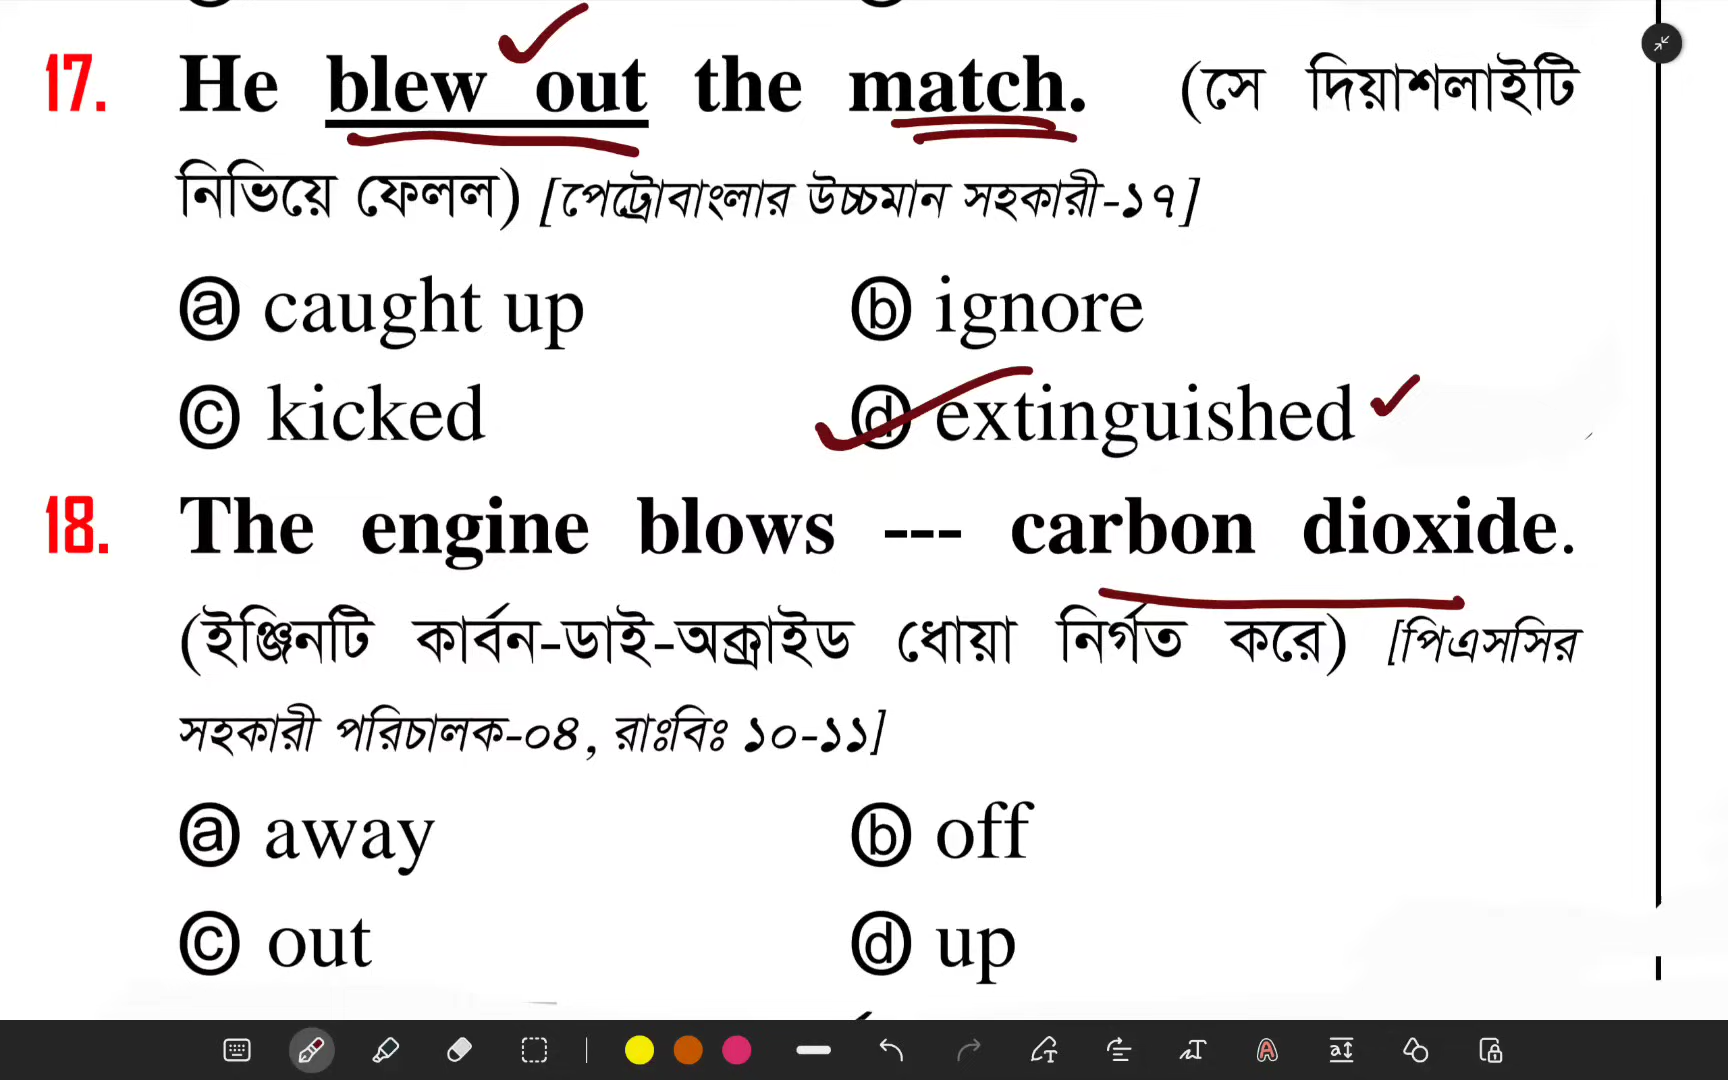 17. He blew out the match. (সে দিয়াশলাইটি
নিভিয়ে ফেলল) [পেট্রোবাংলার উচ্চমান সহকারী-১৭]
ⓐ caught up ⓑ ignore
ⓒ kicked ⓓ extinguished
18. The engine blows --- carbon dioxide.
(ইঞ্জিনটি কার্বন-ডাই-অক্সাইড ধোয়া নির্গত করে) [পিএসসির
সহকারী পরিচালক-০৪, রাঃবিঃ ১০-১১]
ⓐ away ⓑ off
ⓒ out ⓓ up